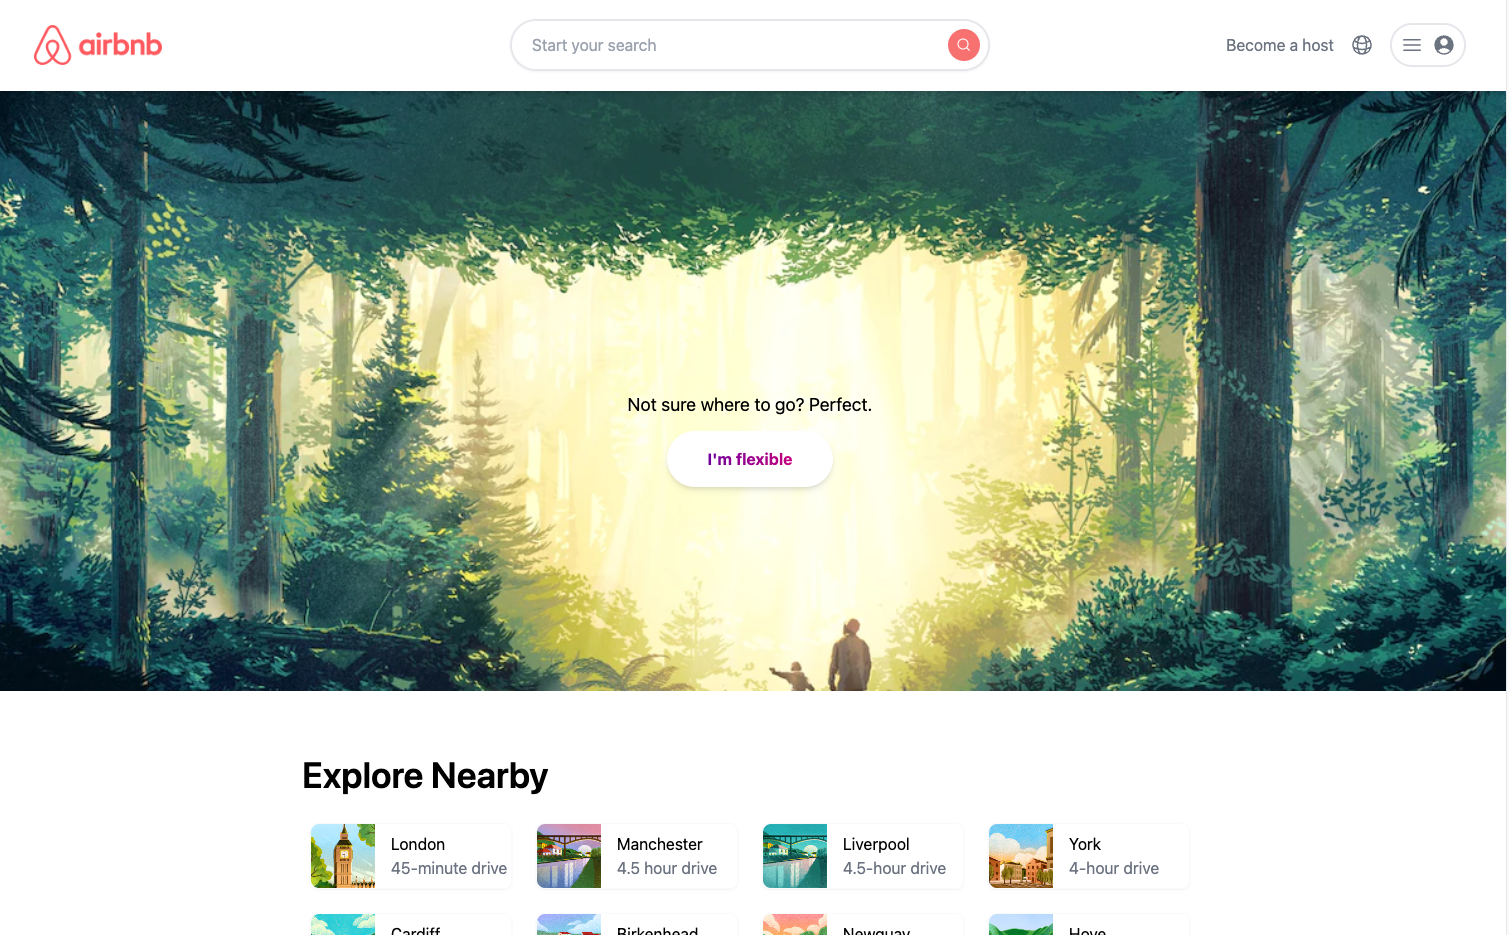 airbnb
Start your search
Become a host
Not sure where to go? Perfect.
I'm flexible
Explore Nearby
London
45-minute drive
Manchester
4.5 hour drive
Liverpool
4.5-hour drive
York
4-hour drive
Cardiff
Birkenhead
Newquay
Hove